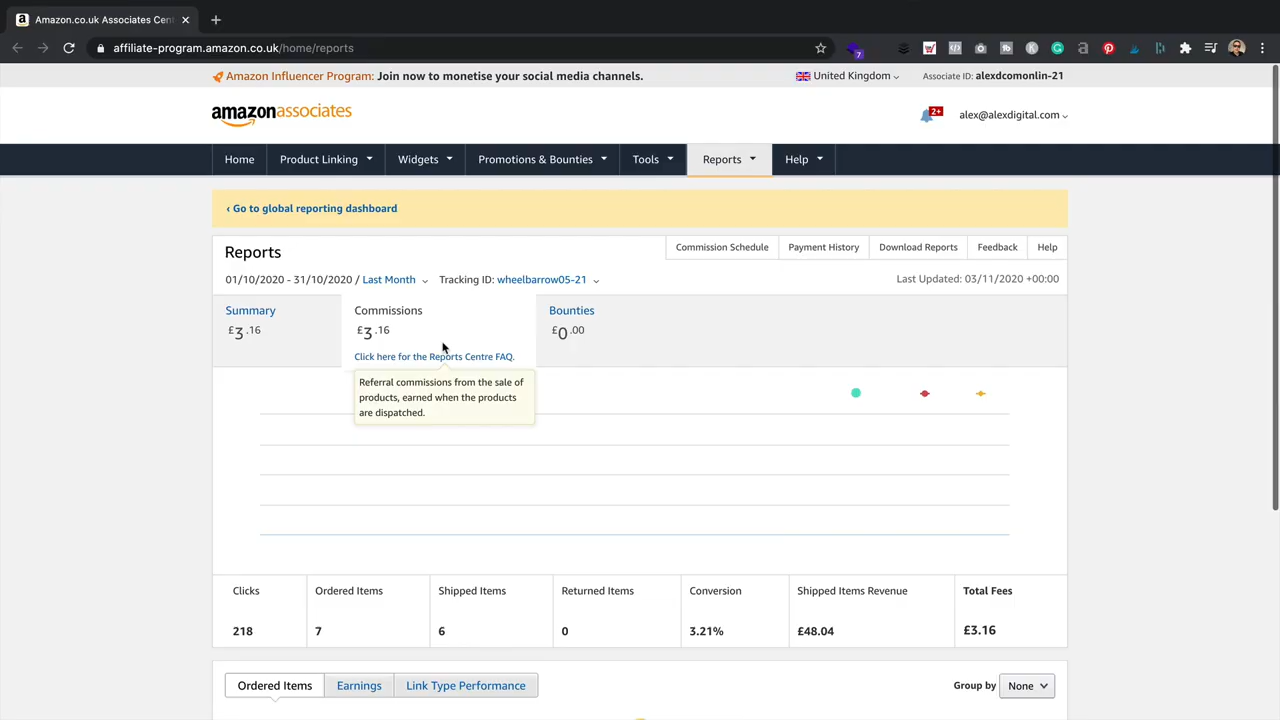 Amazon.co.uk Associates Cent
affiliate-program.amazon.co.uk/home/reports
7
Amazon Influencer Program: Join now to monetise your social media channels.
United Kingdom
Associate ID: alexdcomonlin-21
amazonassociates
2+
alex@alexdigital.com
Home
Product Linking
Widgets
Promotions & Bounties
Tools
Reports
Help
‹ Go to global reporting dashboard
Reports
Commission Schedule
Payment History
Download Reports
Feedback
Help
01/10/2020 - 31/10/2020 / Last Month
Tracking ID: wheelbarrow05-21
Last Updated: 03/11/2020 +00:00
Summary
£3.16
Commissions
£3.16
Click here for the Reports Centre FAQ.
Bounties
£0.00
Referral commissions from the sale of
products, earned when the products
are dispatched.
Clicks
218
Ordered Items
7
Shipped Items
6
Returned Items
0
Conversion
3.21%
Shipped Items Revenue
£48.04
Total Fees
£3.16
Ordered Items
Earnings
Link Type Performance
Group by
None